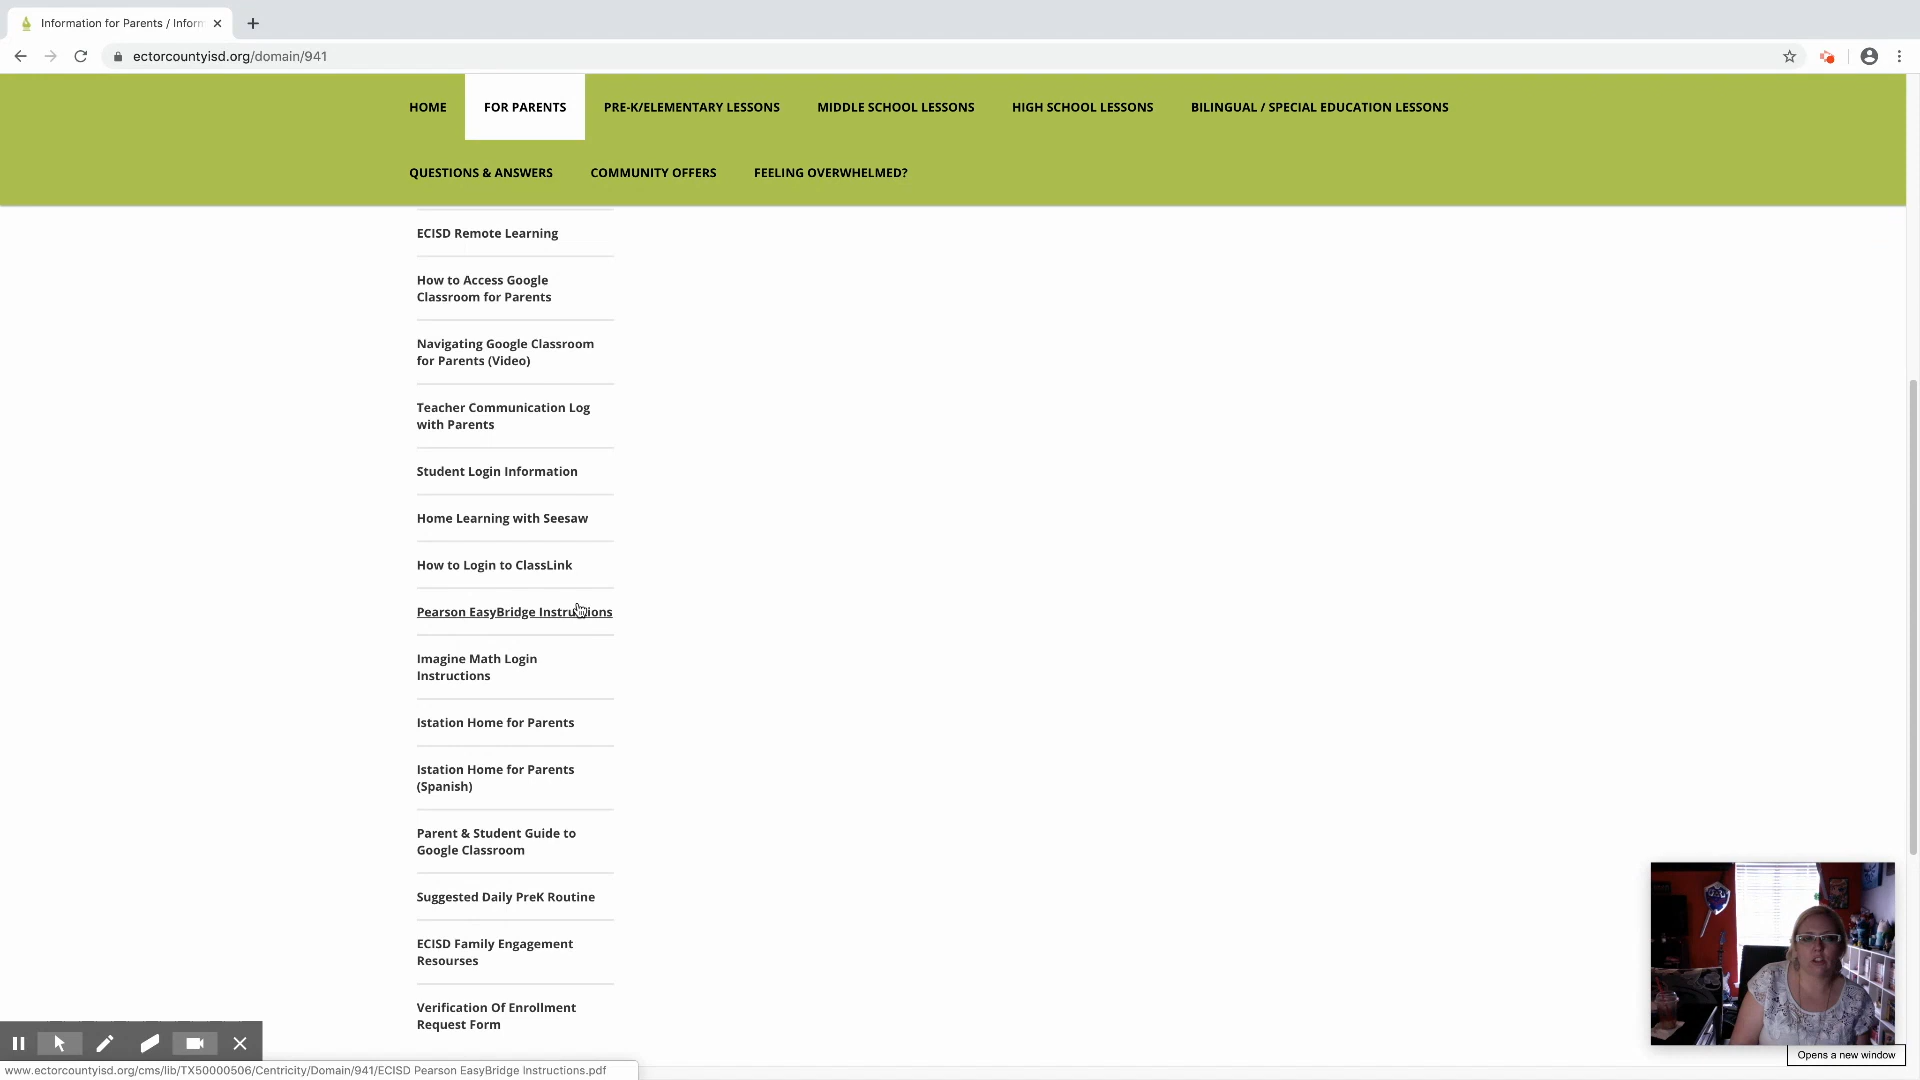 Information for Parents / Inform
ectorcountyisd.org/domain/941
HOME
FOR PARENTS
PRE-K/ELEMENTARY LESSONS
MIDDLE SCHOOL LESSONS
HIGH SCHOOL LESSONS
BILINGUAL / SPECIAL EDUCATION LESSONS
QUESTIONS & ANSWERS
COMMUNITY OFFERS
FEELING OVERWHELMED?
ECISD Remote Learning
How to Access Google
Classroom for Parents
Navigating Google Classroom
for Parents (Video)
Teacher Communication Log
with Parents
Student Login Information
Home Learning with Seesaw
How to Login to ClassLink
Pearson EasyBridge Instructions
Imagine Math Login
Instructions
Istation Home for Parents
Istation Home for Parents
(Spanish)
Parent & Student Guide to
Google Classroom
Suggested Daily PreK Routine
ECISD Family Engagement
Resourses
Verification Of Enrollment
Request Form
Opens a new window
www.ectorcountyisd.org/cms/lib/TX50000506/Centricity/Domain/941/ECISD Pearson EasyBridge Instructions.pdf